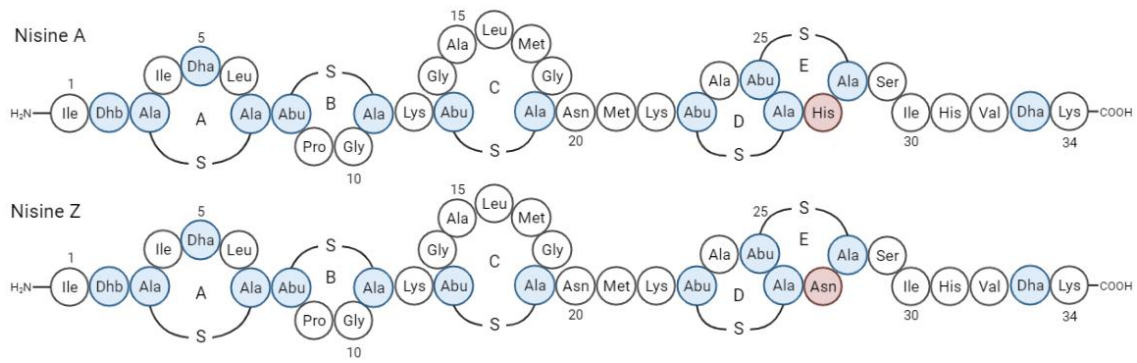 15
Nisine A 5 Ala Leu Met 25 S
1 Ile Dha Leu S Gly C Gly Ala Abu E Ala Ser
H₂N Ile Dhb Ala A Ala Abu B Ala Lys Abu Ala Asn Met Lys Abu D Ala His Ile His Val Dha Lys COOH
S Pro Gly S 20 S 30 34
10
15
Nisine Z 5 Ala Leu Met 25 S
1 Ile Dha Leu S Gly C Gly Ala Abu E Ala Ser
H₂N Ile Dhb Ala A Ala Abu B Ala Lys Abu Ala Asn Met Lys Abu D Ala Asn Ile His Val Dha Lys COOH
S Pro Gly S 20 S 30 34
10